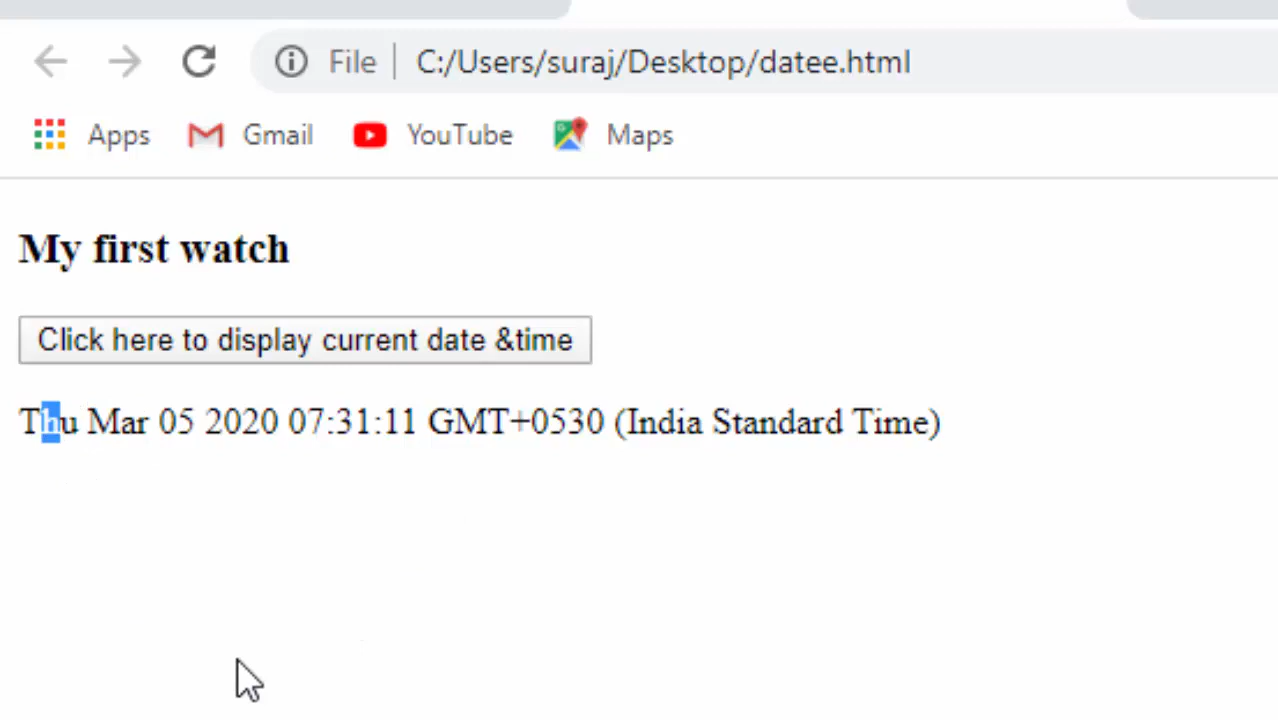 File | C:/Users/suraj/Desktop/datee.html
Apps Gmail YouTube Maps
My first watch
Click here to display current date &time
Thu Mar 05 2020 07:31:11 GMT+0530 (India Standard Time)